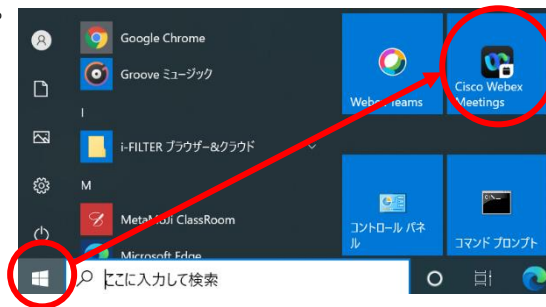 Google Chrome
Groove ミュージック
I
i-FILTER ブラウザー&クラウド
M
MetaMoJi ClassRoom
Microsoft Edge
Webex Teams
Cisco Webex
Meetings
コントロール パネ
ル
コマンド プロンプト
ここに入力して検索